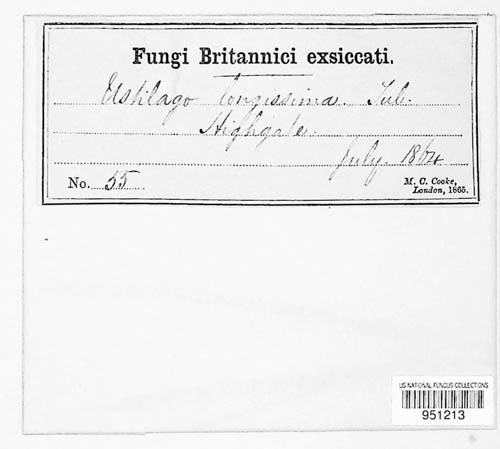 Fungi Britannici exsiccati.
Ustilago longissima. Tul.
Highgate.
July. 1864
No. 55
M. C. Cooke,
London, 1865.
US NATIONAL FUNGUS COLLECTIONS
951213